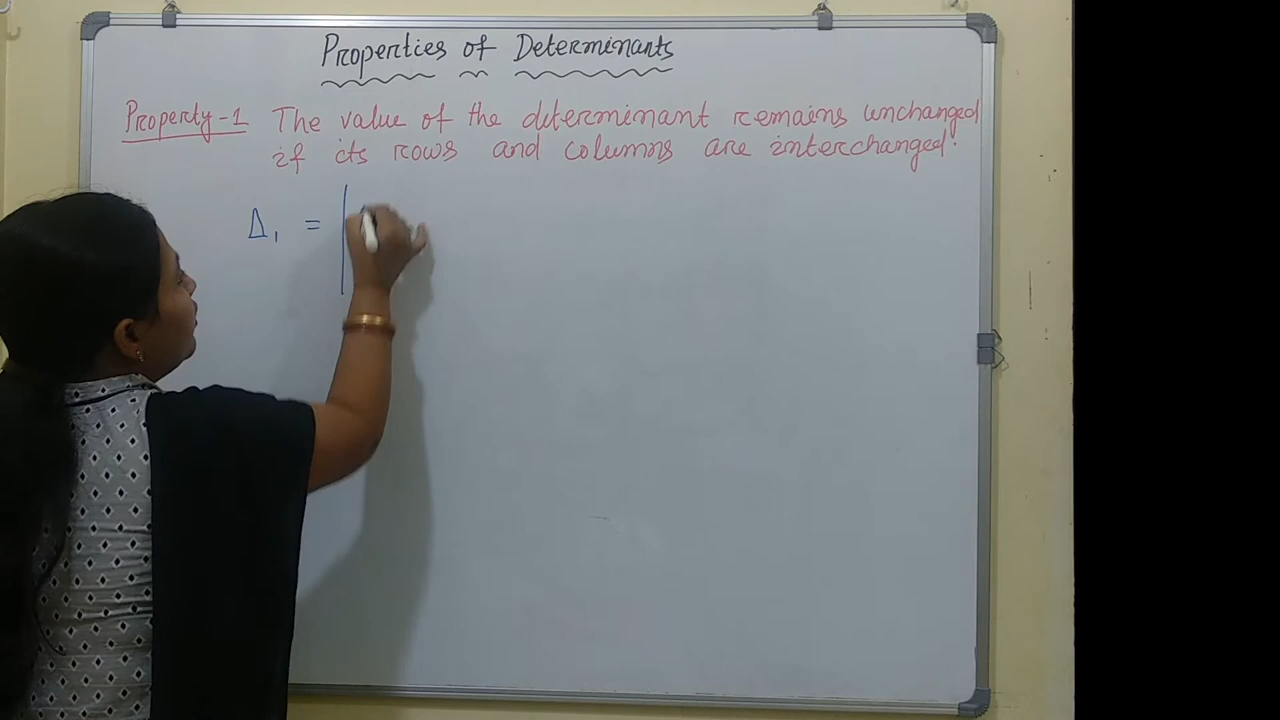 Properties of Determinants
Property-1 The value of the determinant remains unchanged
if its rows and columns are interchanged.
Δ₁ = |